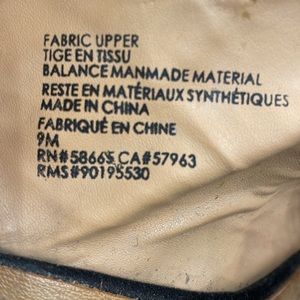 FABRIC UPPER
TIGE EN TISSU
BALANCE MANMADE MATERIAL
RESTE EN MATÉRIAUX SYNTHÉTIQUES
MADE IN CHINA
FABRIQUÉ EN CHINE
9M
RN#58665 CA#57963
RMS#90195530